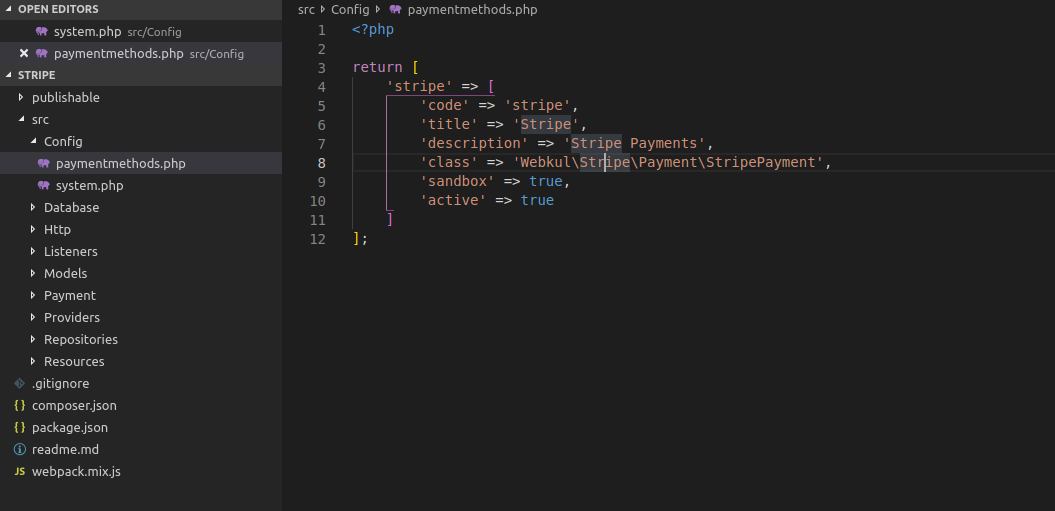 OPEN EDITORS
system.php src/Config
paymentmethods.php src/Config
STRIPE
publishable
src
Config
paymentmethods.php
system.php
Database
Http
Listeners
Models
Payment
Providers
Repositories
Resources
.gitignore
{ } composer.json
{ } package.json
readme.md
JS webpack.mix.js
src Config paymentmethods.php
1 <?php
2
3 return [
4 'stripe' => [
5 'code' => 'stripe',
6 'title' => 'Stripe',
7 'description' => 'Stripe Payments',
8 'class' => 'Webkul\Stripe\Payment\StripePayment',
9 'sandbox' => true,
10 'active' => true
11 ]
12 ];